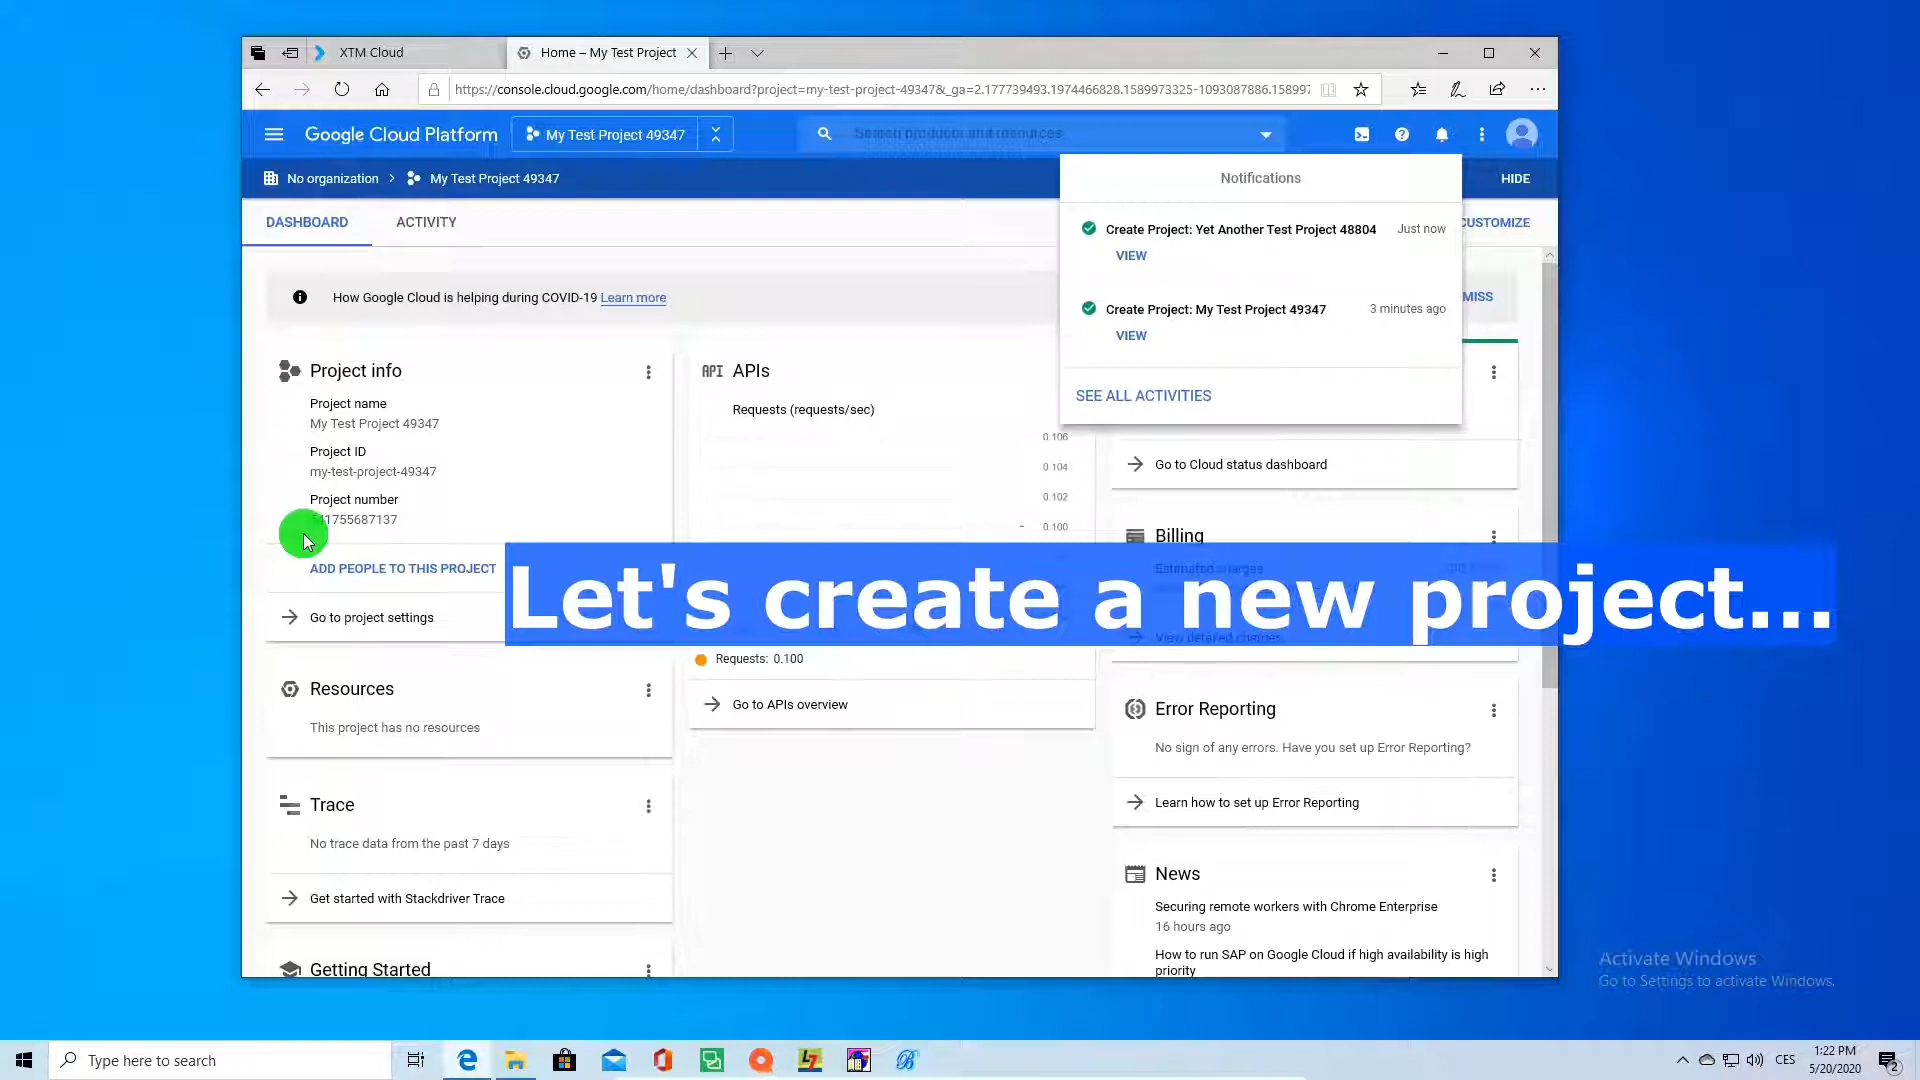 XTM Cloud
Home – My Test Project
https://console.cloud.google.com/home/dashboard?project=my-test-project-49347&_ga=2.177739493.1974466828.1589973325-1093087886.15899
Google Cloud Platform
My Test Project 49347
Search products and resources
No organization
My Test Project 49347
HIDE
DASHBOARD
ACTIVITY
CUSTOMIZE
Notifications
Create Project: Yet Another Test Project 48804
Just now
VIEW
Create Project: My Test Project 49347
3 minutes ago
VIEW
SEE ALL ACTIVITIES
How Google Cloud is helping during COVID-19 Learn more
MISS
Project info
Project name
My Test Project 49347
Project ID
my-test-project-49347
Project number
1755687137
ADD PEOPLE TO THIS PROJECT
Go to project settings
Resources
This project has no resources
Trace
No trace data from the past 7 days
Get started with Stackdriver Trace
Getting Started
API APIs
Requests (requests/sec)
0.106
0.104
0.102
0.100
Let's create a new project...
Requests: 0.100
Go to APIs overview
Go to Cloud status dashboard
Billing
Estimated charges
View detailed charges
Error Reporting
No sign of any errors. Have you set up Error Reporting?
Learn how to set up Error Reporting
News
Securing remote workers with Chrome Enterprise
16 hours ago
How to run SAP on Google Cloud if high availability is high
priority
Activate Windows
Go to Settings to activate Windows.
Type here to search
CES
1:22 PM
5/20/2020
2